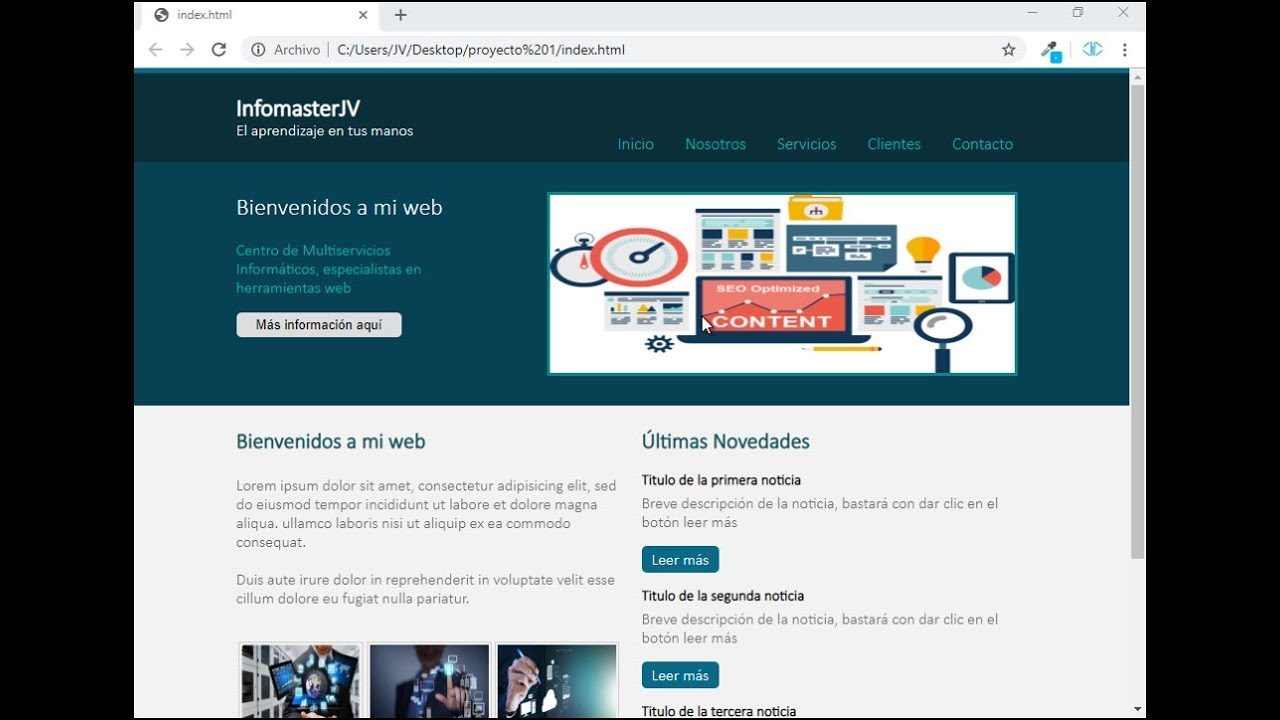 index.html
Archivo
C:/Users/JV/Desktop/proyecto%201/index.html
InfomasterJV
El aprendizaje en tus manos
Inicio Nosotros Servicios Clientes Contacto
Bienvenidos a mi web
Centro de Multiservicios
Informáticos, especialistas en
herramientas web
Más información aquí
SEO Optimized
CONTENT
Bienvenidos a mi web
Lorem ipsum dolor sit amet, consectetur adipisicing elit, sed
do eiusmod tempor incididunt ut labore et dolore magna
aliqua. ullamco laboris nisi ut aliquip ex ea commodo
consequat.
Duis aute irure dolor in reprehenderit in voluptate velit esse
cillum dolore eu fugiat nulla pariatur.
Últimas Novedades
Titulo de la primera noticia
Breve descripción de la noticia, bastará con dar clic en el
botón leer más
Leer más
Titulo de la segunda noticia
Breve descripción de la noticia, bastará con dar clic en el
botón leer más
Leer más
Titulo de la tercera noticia